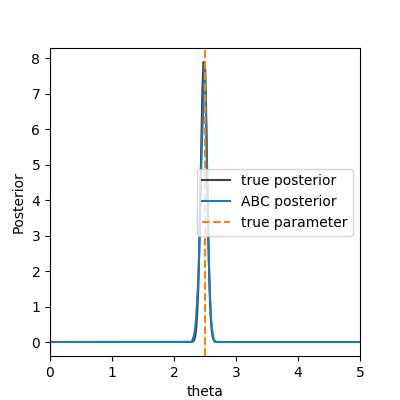 8
7
6
5
4
3
2
1
0
Posterior
true posterior
ABC posterior
true parameter
0 1 2 3 4 5
theta